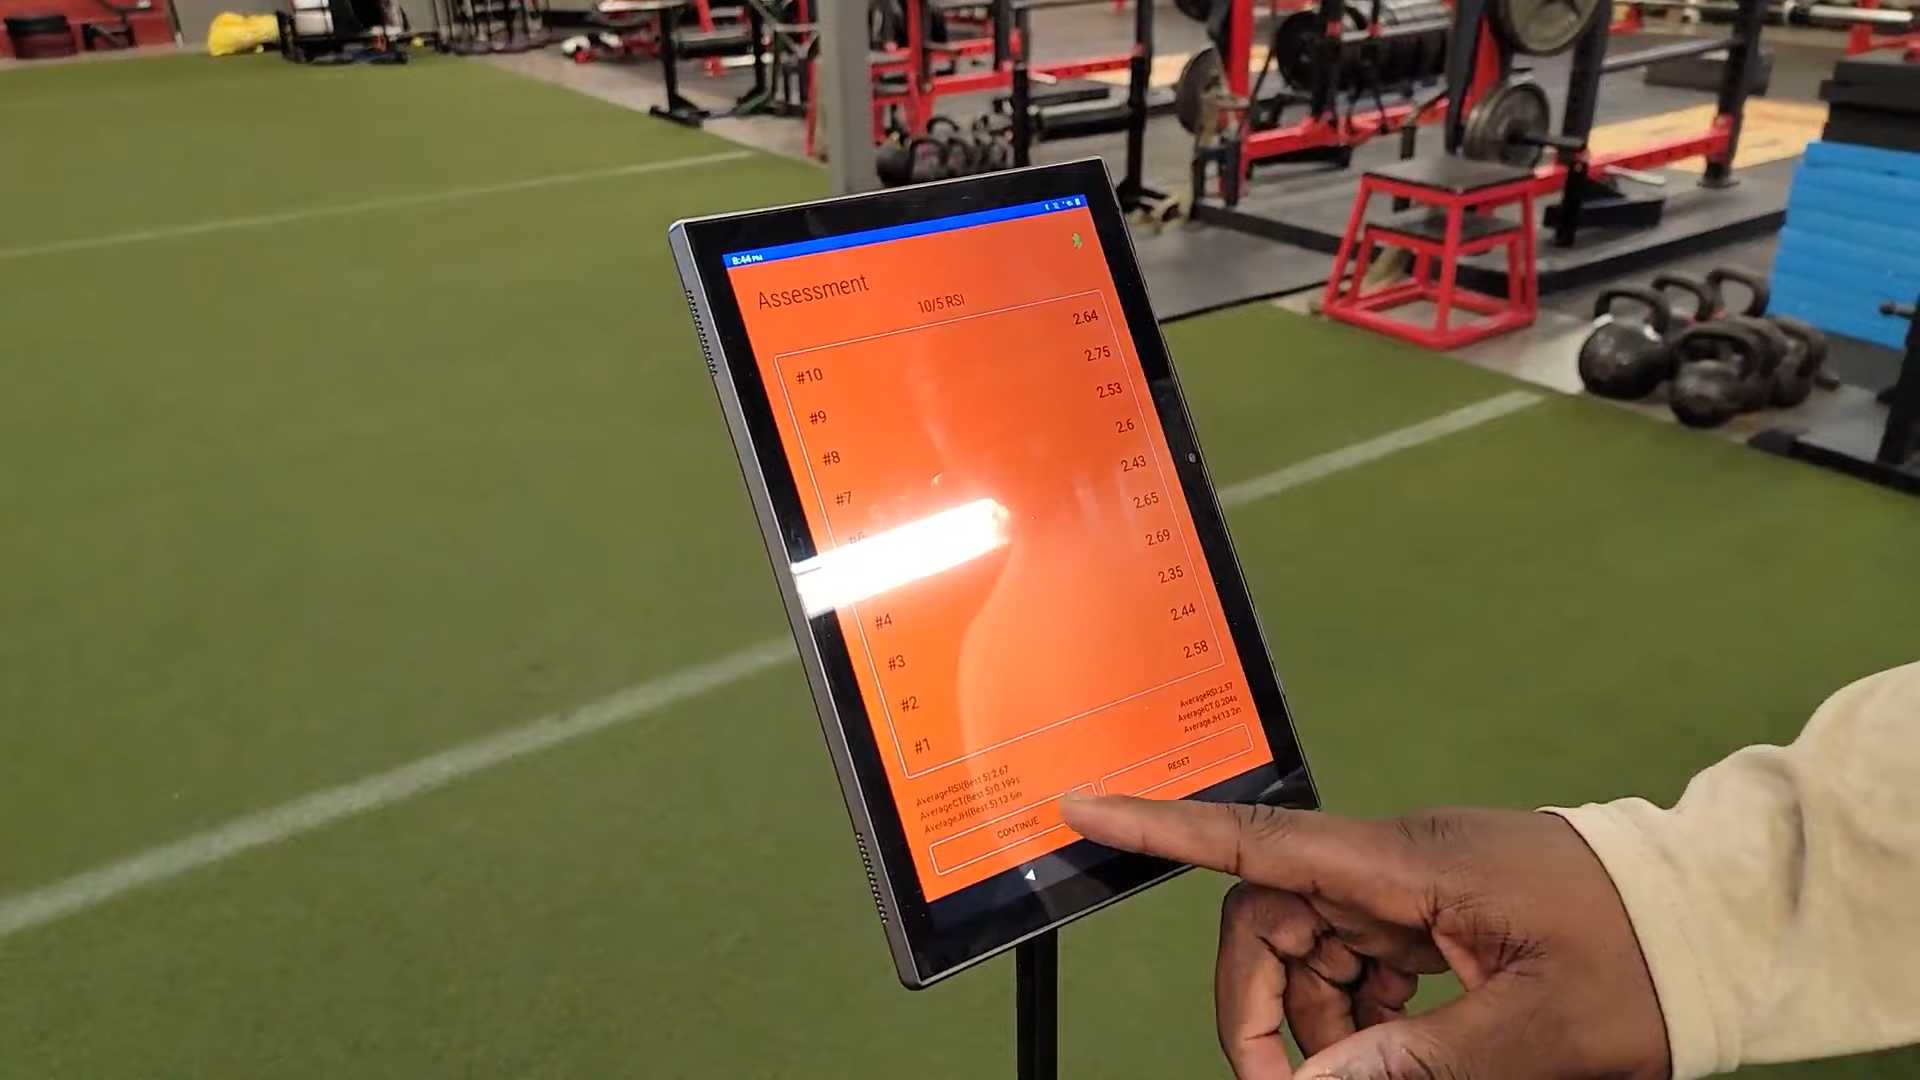 8:44 PM
Assessment
10/5 RSI
#10 2.64
#9 2.75
#8 2.53
#7 2.6
#6 2.43
2.65
#4 2.69
#3 2.35
#2 2.44
#1 2.58
AverageRSI:2.57
AverageCT:0.204s
AverageJH:13.2in
AverageRSI(Best 5):2.67
AverageCT(Best 5):0.199s
AverageJH(Best 5):13.6in
CONTINUE
RESET